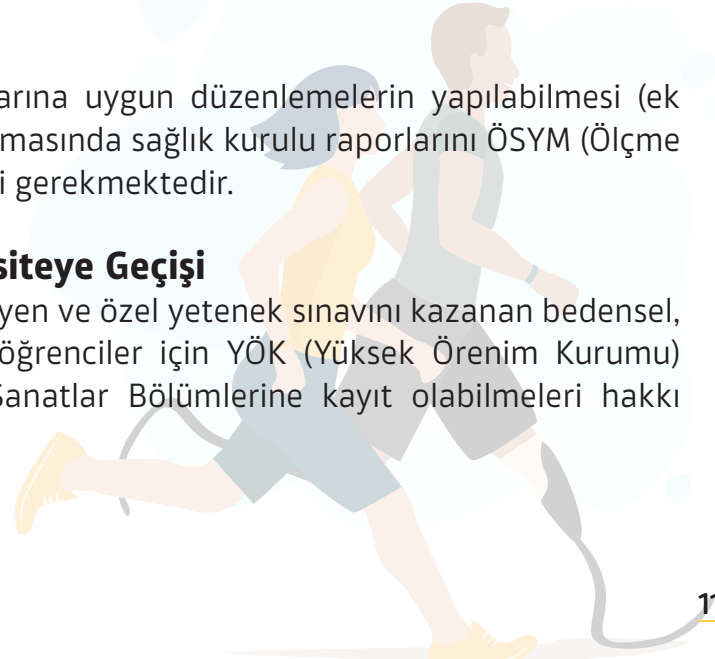 arına uygun düzenlemelerin yapılabilmesi (ek
masında sağlık kurulu raporlarını ÖSYM (Ölçme
i gerekmektedir.
siteye Geçişi
yen ve özel yetenek sınavını kazanan bedensel,
öğrenciler için YÖK (Yüksek Örenim Kurumu)
Sanatlar Bölümlerine kayıt olabilmeleri hakkı
11